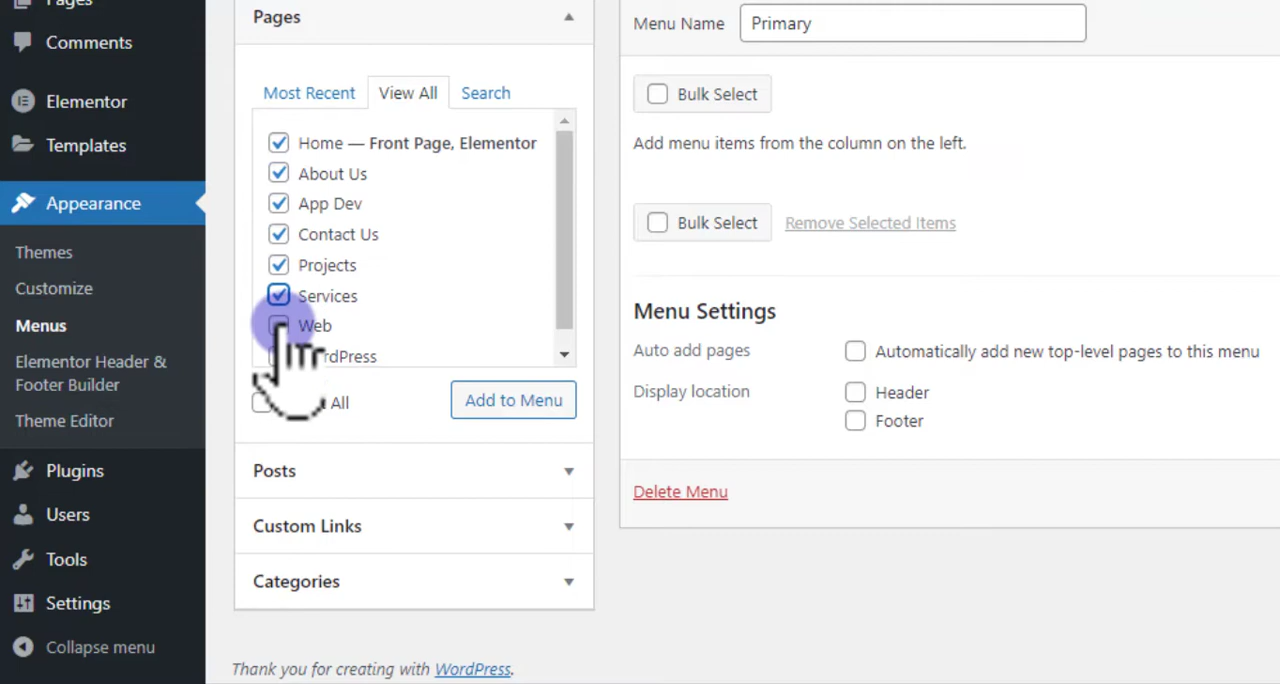 Pages
Comments
Elementor
Templates
Appearance
Themes
Customize
Menus
Elementor Header &
Footer Builder
Theme Editor
Plugins
Users
Tools
Settings
Collapse menu
Pages
Most Recent View All Search
Home — Front Page, Elementor
About Us
App Dev
Contact Us
Projects
Services
Web
All
Add to Menu
Posts
Custom Links
Categories
Thank you for creating with WordPress.
Menu Name Primary
Bulk Select
Add menu items from the column on the left.
Bulk Select Remove Selected Items
Menu Settings
Auto add pages Automatically add new top-level pages to this menu
Display location Header
Footer
Delete Menu